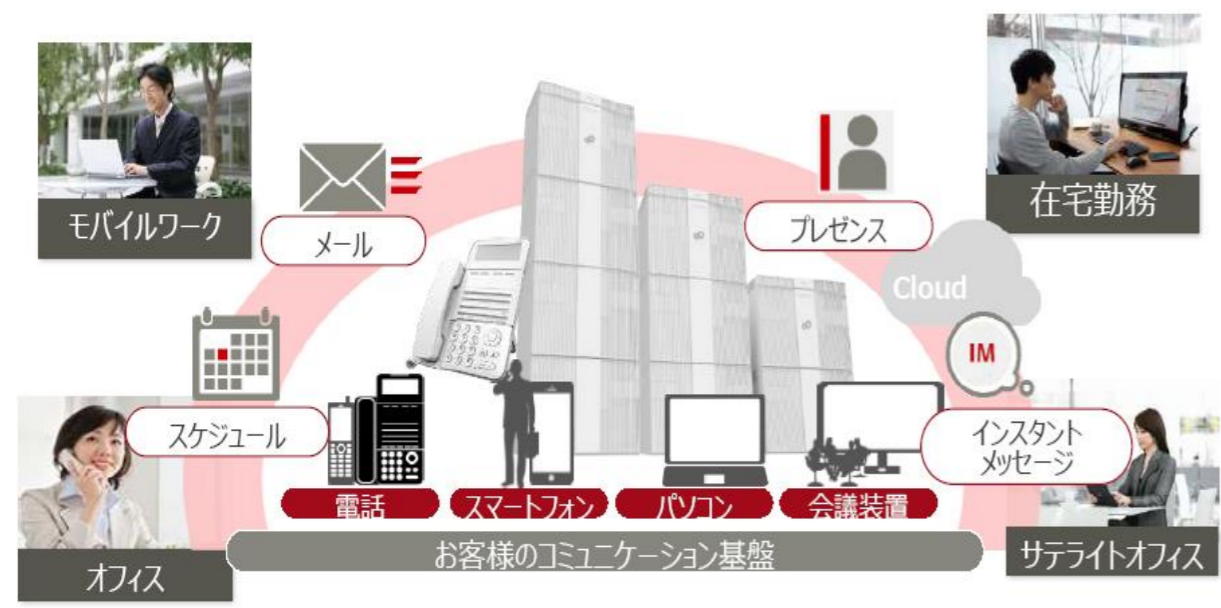 モバイルワーク
メール
プレゼンス
在宅勤務
Cloud
IM
スケジュール
インスタント
メッセージ
電話
スマートフォン
パソコン
会議装置
お客様のコミュニケーション基盤
オフィス
サテライトオフィス